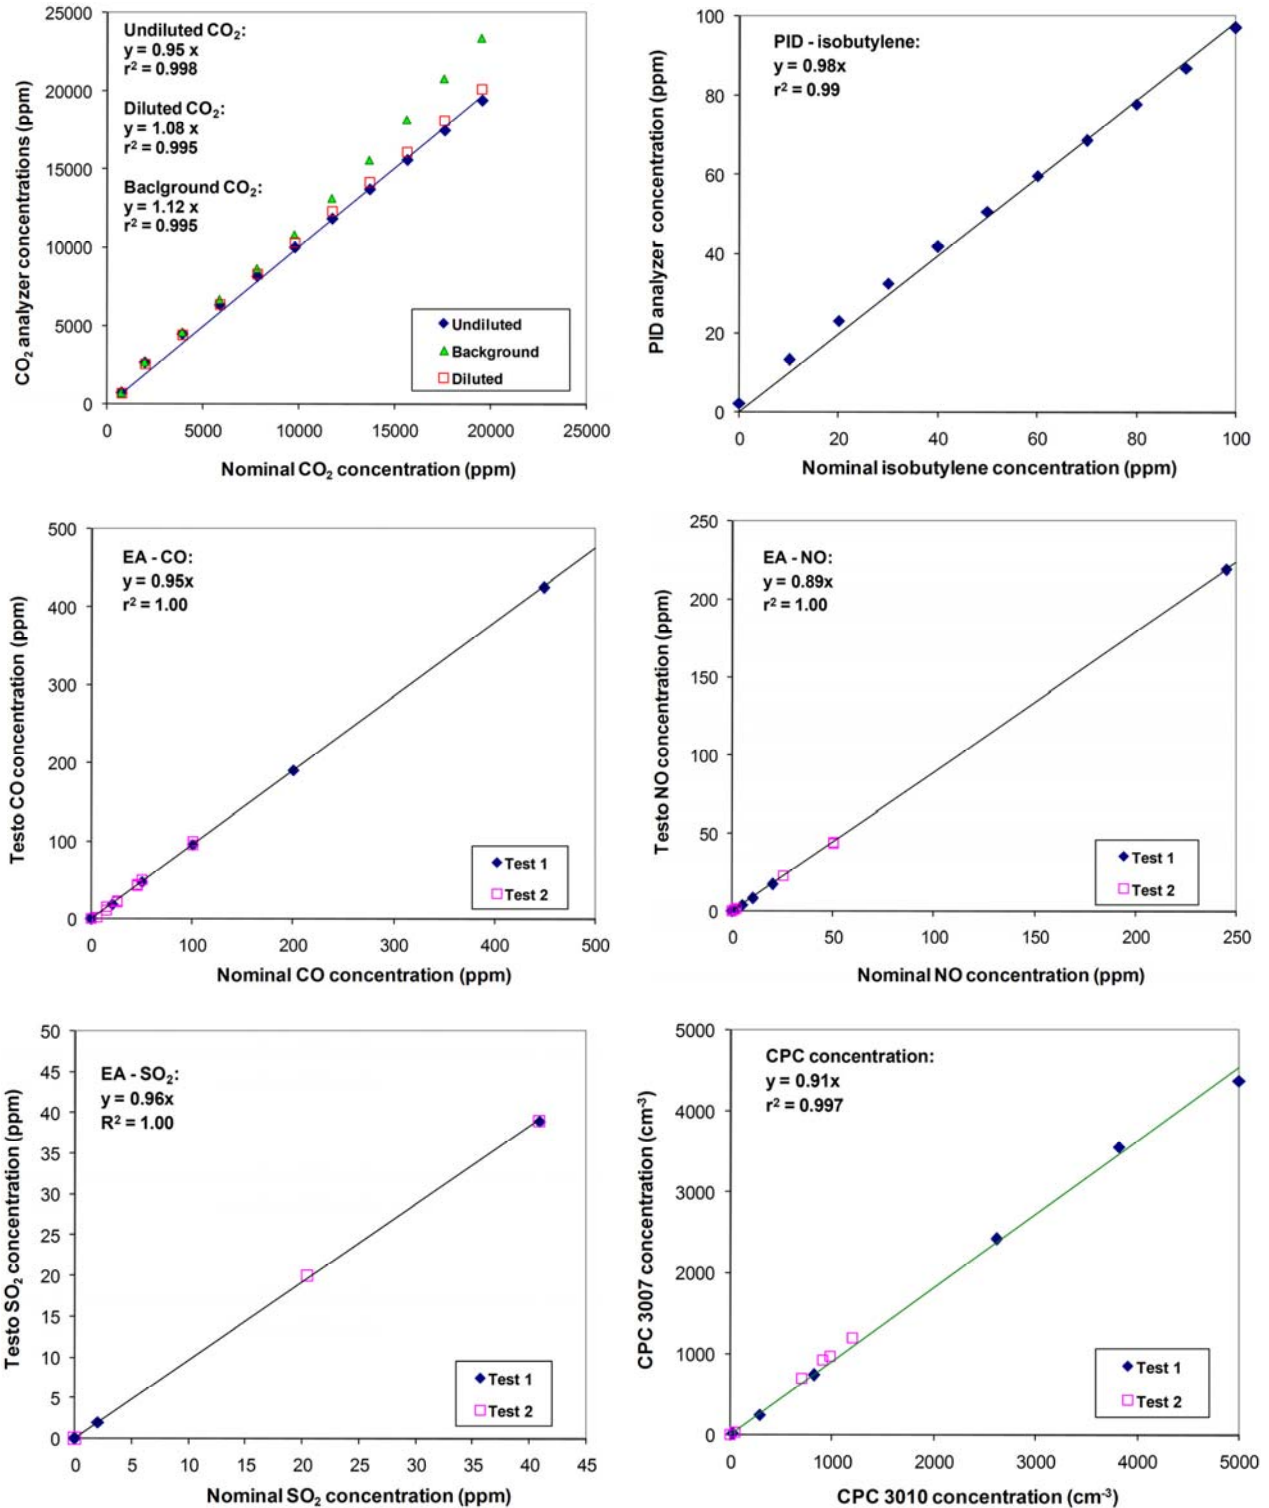 Undiluted CO₂:
y = 0.95 x
r² = 0.998
Diluted CO₂:
y = 1.08 x
r² = 0.995
Baclground CO₂:
y = 1.12 x
r² = 0.995
Undiluted
Background
Diluted
25000
20000
15000
10000
5000
0
0 5000 10000 15000 20000 25000
CO₂ analyzer concentrations (ppm)
Nominal CO₂ concentration (ppm)
PID - isobutylene:
y = 0.98x
r² = 0.99
100
80
60
40
20
0
0 20 40 60 80 100
PID analyzer concentration (ppm)
Nominal isobutylene concentration (ppm)
EA - CO:
y = 0.95x
r² = 1.00
Test 1
Test 2
500
400
300
200
100
0
0 100 200 300 400 500
Testo CO concentration (ppm)
Nominal CO concentration (ppm)
EA - NO:
y = 0.89x
r² = 1.00
Test 1
Test 2
250
200
150
100
50
0
0 50 100 150 200 250
Testo NO concentration (ppm)
Nominal NO concentration (ppm)
EA - SO₂:
y = 0.96x
R² = 1.00
Test 1
Test 2
50
45
40
35
30
25
20
15
10
5
0
0 5 10 15 20 25 30 35 40 45
Testo SO₂ concentration (ppm)
Nominal SO₂ concentration (ppm)
CPC concentration:
y = 0.91x
r² = 0.997
Test 1
Test 2
5000
4000
3000
2000
1000
0
0 1000 2000 3000 4000 5000
CPC 3007 concentration (cm⁻³)
CPC 3010 concentration (cm⁻³)